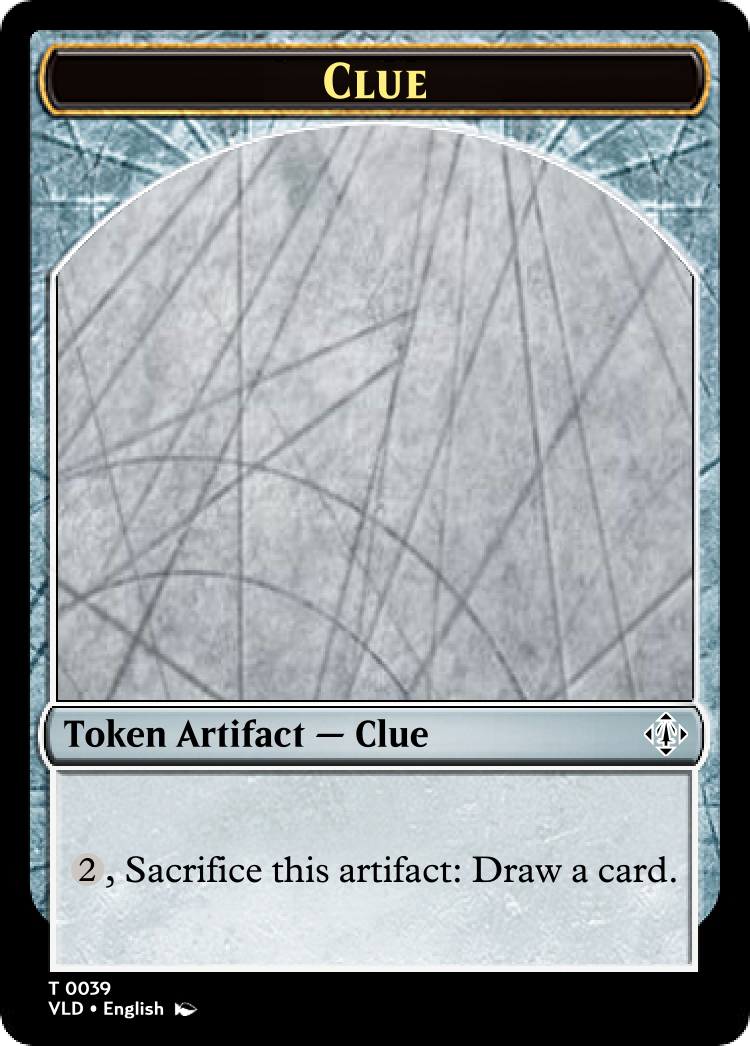 Clue
Token Artifact — Clue
2, Sacrifice this artifact: Draw a card.
T 0039
VLD • English